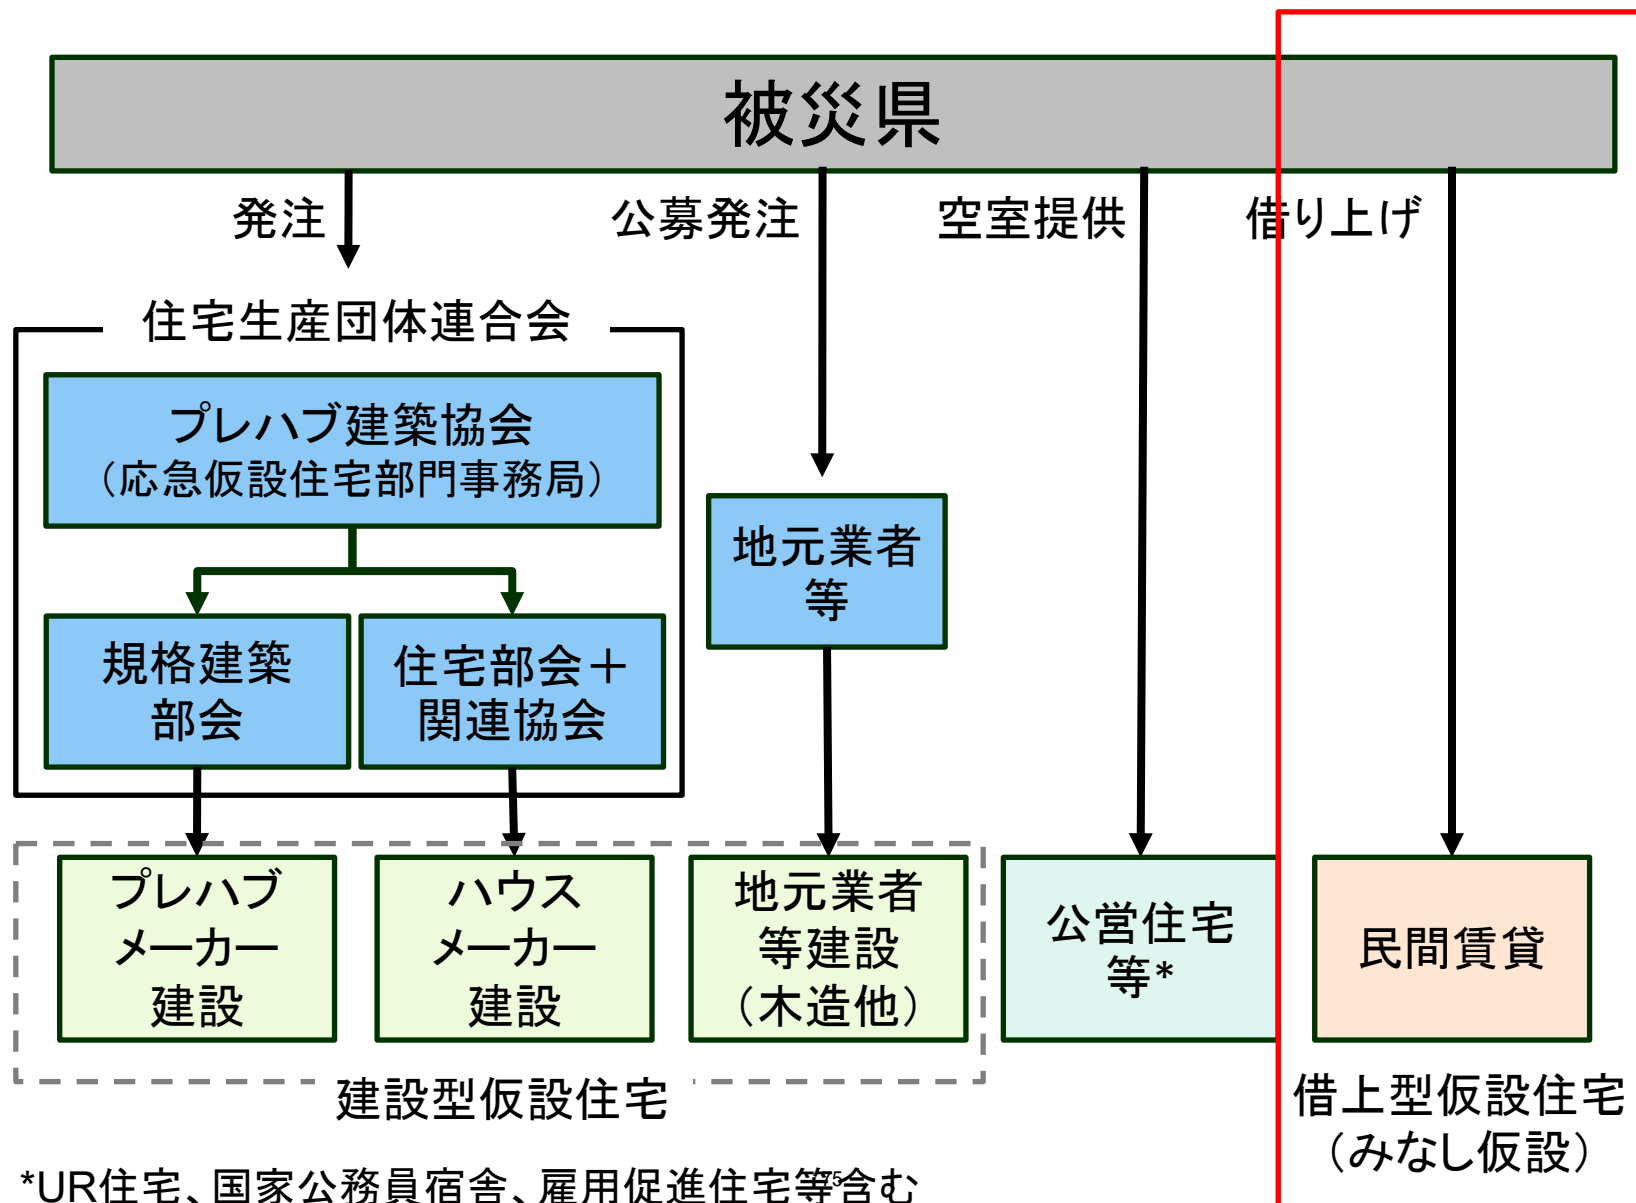 被災県
発注
公募発注
空室提供
借り上げ
住宅生産団体連合会
プレハブ建築協会
（応急仮設住宅部門事務局）
地元業者
等
規格建築
部会
住宅部会＋
関連協会
プレハブ
メーカー
建設
ハウス
メーカー
建設
地元業者
等建設
（木造他）
公営住宅
等*
民間賃貸
建設型仮設住宅
借上型仮設住宅
（みなし仮設）
*UR住宅、国家公務員宿舎、雇用促進住宅等含む
75